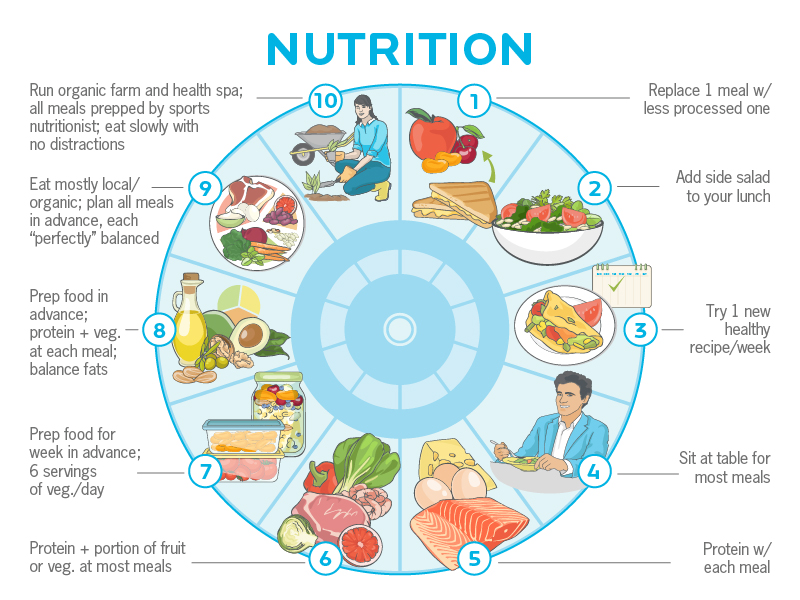 NUTRITION
1
Replace 1 meal w/
less processed one
2
Add side salad
to your lunch
3
Try 1 new
healthy
recipe/week
4
Sit at table for
most meals
5
Protein w/
each meal
6
Protein + portion of fruit
or veg. at most meals
7
Prep food for
week in advance;
6 servings
of veg./day
8
Prep food in
advance;
protein + veg.
at each meal;
balance fats
9
Eat mostly local/
organic; plan all meals
in advance, each
“perfectly” balanced
10
Run organic farm and health spa;
all meals prepped by sports
nutritionist; eat slowly with
no distractions